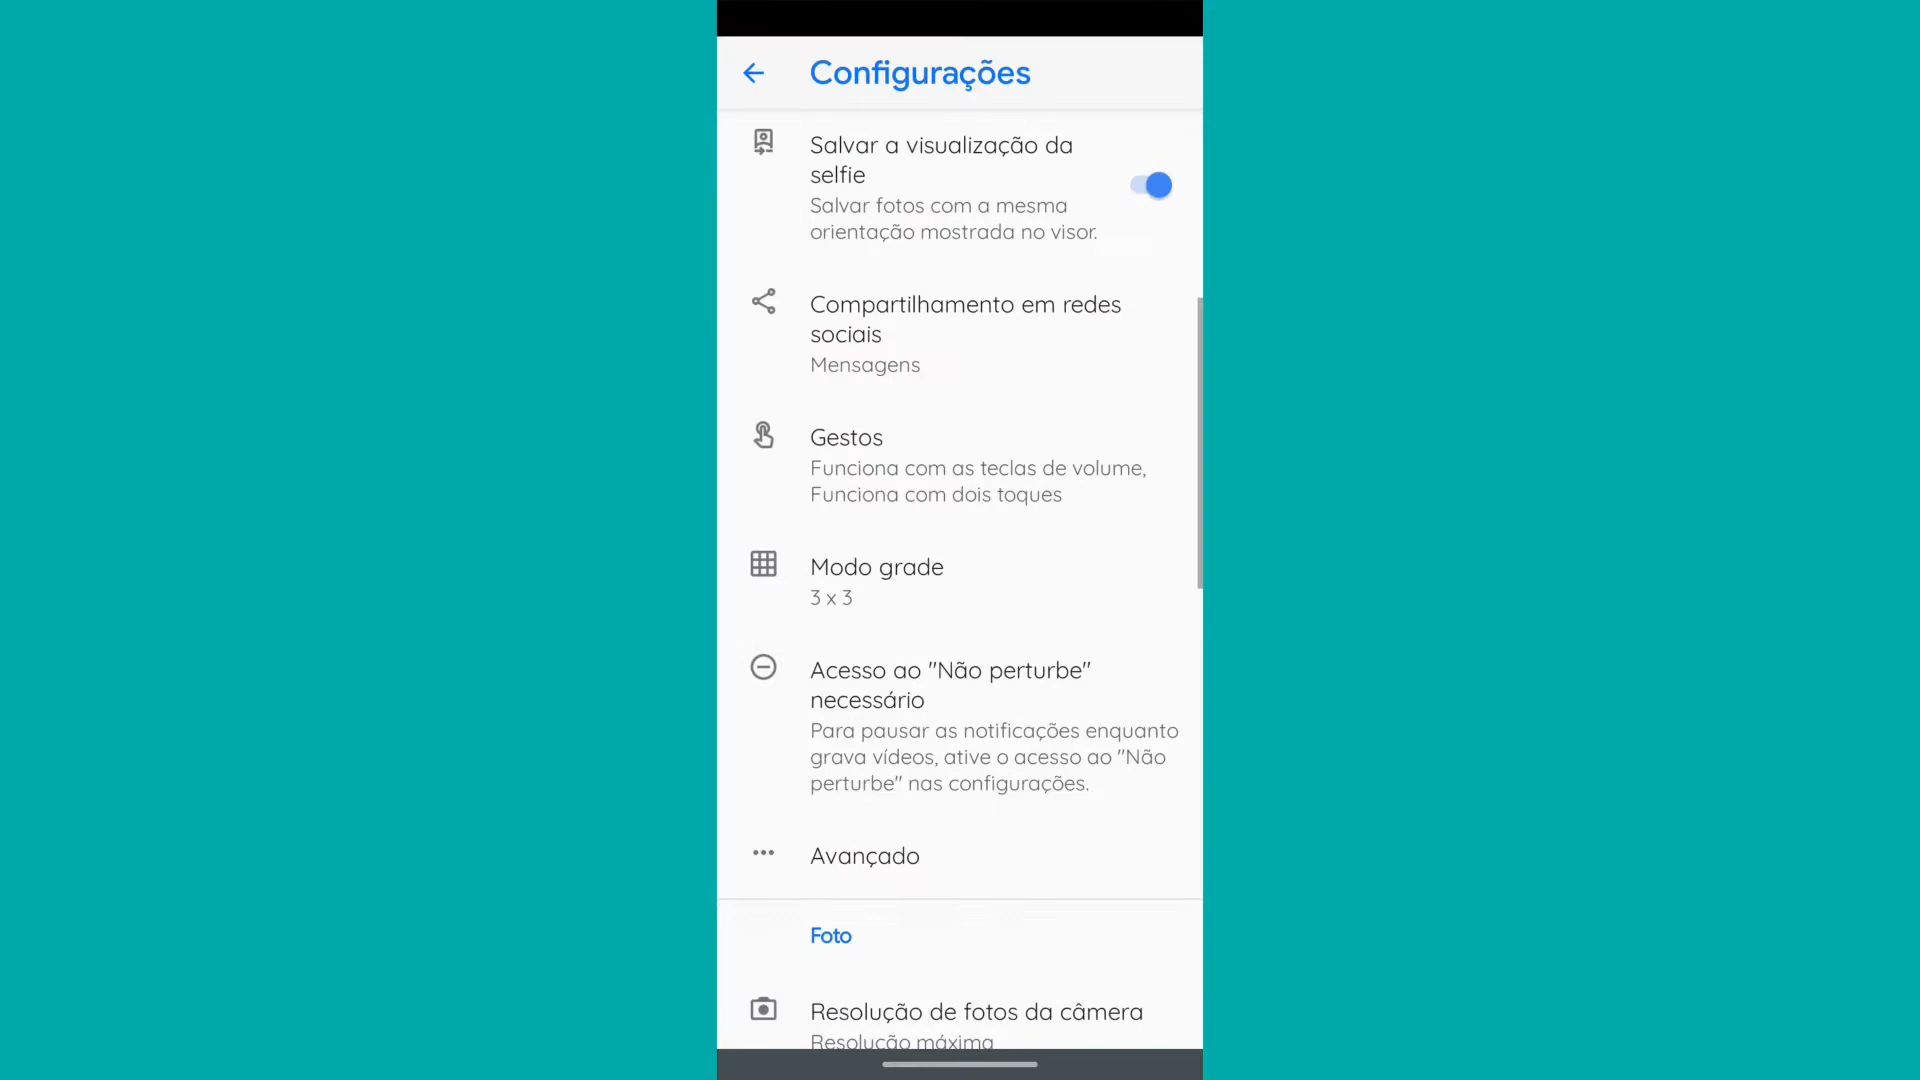 Configurações
Salvar a visualização da
selfie
Salvar fotos com a mesma
orientação mostrada no visor.
Compartilhamento em redes
sociais
Mensagens
Gestos
Funciona com as teclas de volume,
Funciona com dois toques
Modo grade
3 x 3
Acesso ao "Não perturbe"
necessário
Para pausar as notificações enquanto
grava vídeos, ative o acesso ao "Não
perturbe" nas configurações.
Avançado
Foto
Resolução de fotos da câmera
Resolução máxima